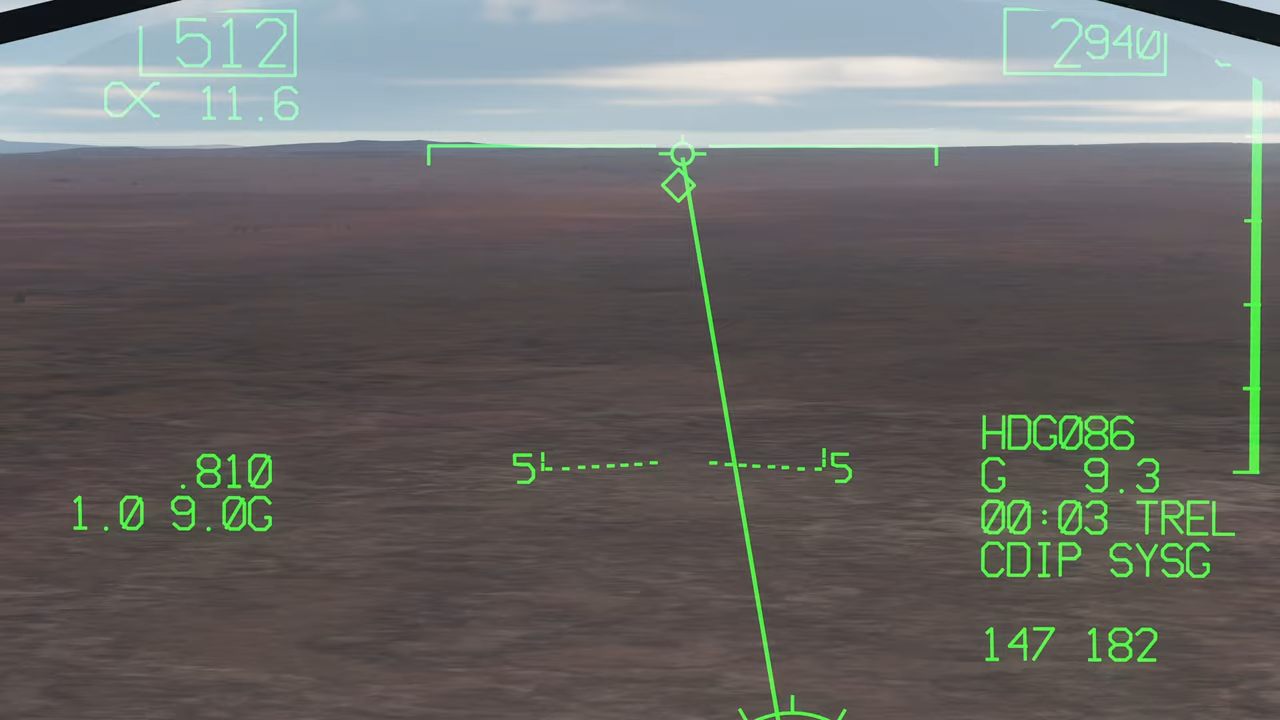 512
2940
α 11.6
5 5
.810
1.0 9.0G
HDG086
G 9.3
00:03 TREL
CDIP SYSG
147 182